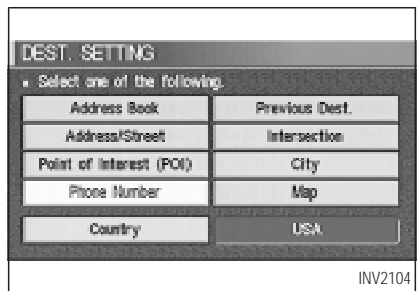 DEST. SETTING
Select one of the following.
Address Book Previous Dest.
Address/Street Intersection
Point of Interest (POI) City
Phone Number Map
Country USA
INV2104